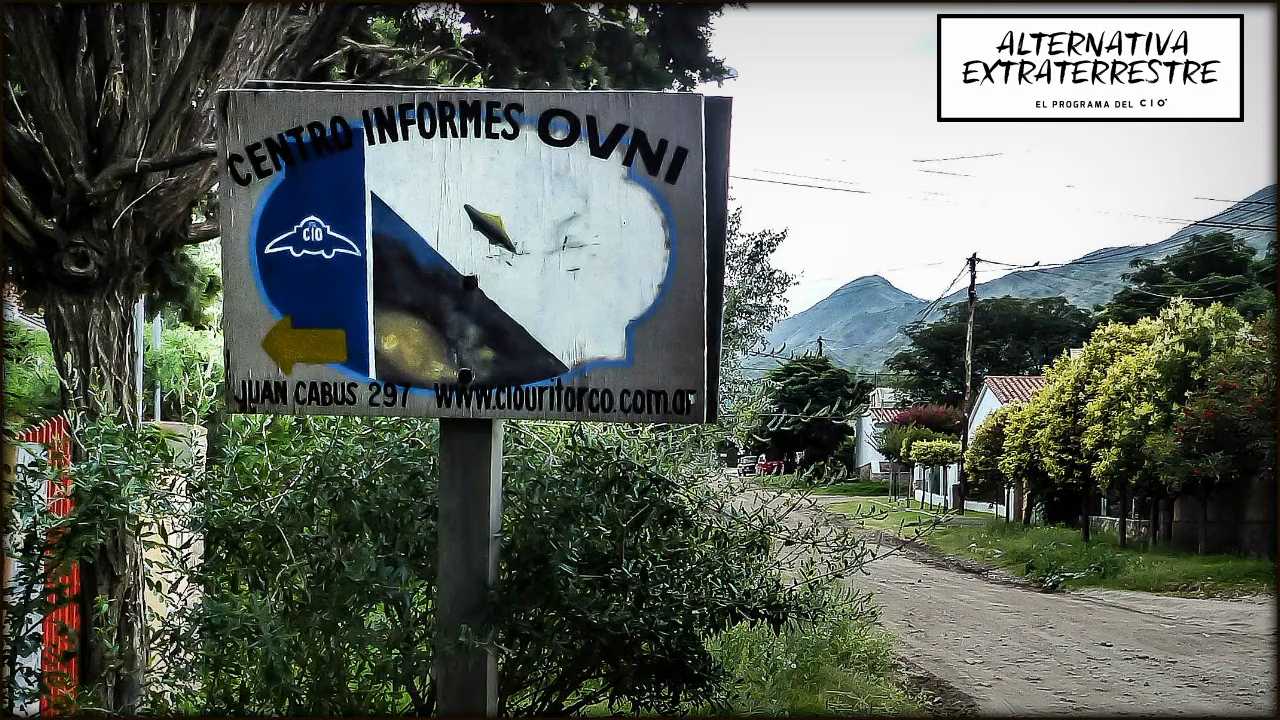 ALTERNATIVA
EXTRATERRESTRE
EL PROGRAMA DEL CIO
CENTRO INFORMES OVNI
CIO
JUAN CABUS 297 www.ciouritorco.com.ar